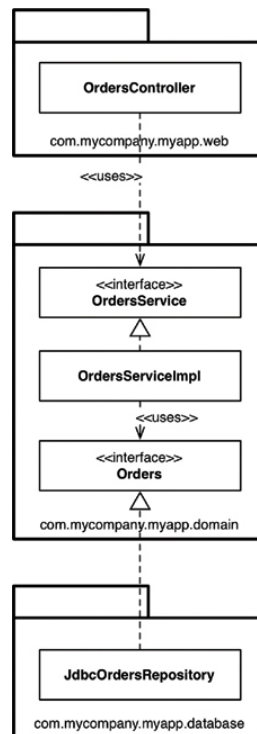 OrdersController
com.mycompany.myapp.web
<<uses>>
<<interface>>
OrdersService
OrdersServiceImpl
<<uses>>
<<interface>>
Orders
com.mycompany.myapp.domain
JdbcOrdersRepository
com.mycompany.myapp.database